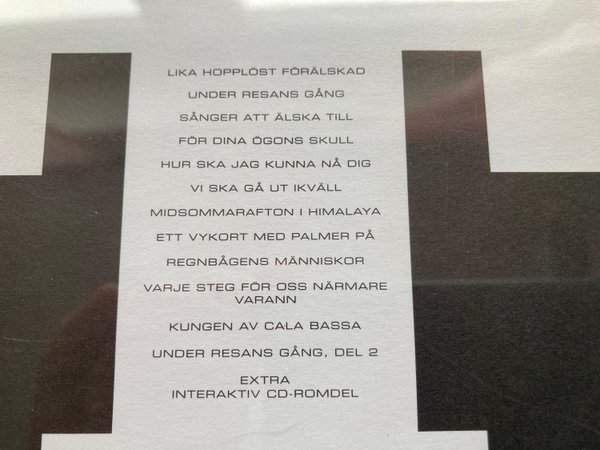 LIKA HOPPLÖST FÖRÄLSKAD
UNDER RESANS GÅNG
SÅNGER ATT ÄLSKA TILL
FÖR DINA ÖGONS SKULL
HUR SKA JAG KUNNA NÅ DIG
VI SKA GÅ UT IKVÄLL
MIDSOMMARAFTON I HIMALAYA
ETT VYKORT MED PALMER PÅ
REGNBÅGENS MÄNNISKOR
VARJE STEG FÖR OSS NÄRMARE
VARANN
KUNGEN AV CALA BASSA
UNDER RESANS GÅNG, DEL 2
EXTRA
INTERAKTIV CD-ROMDEL